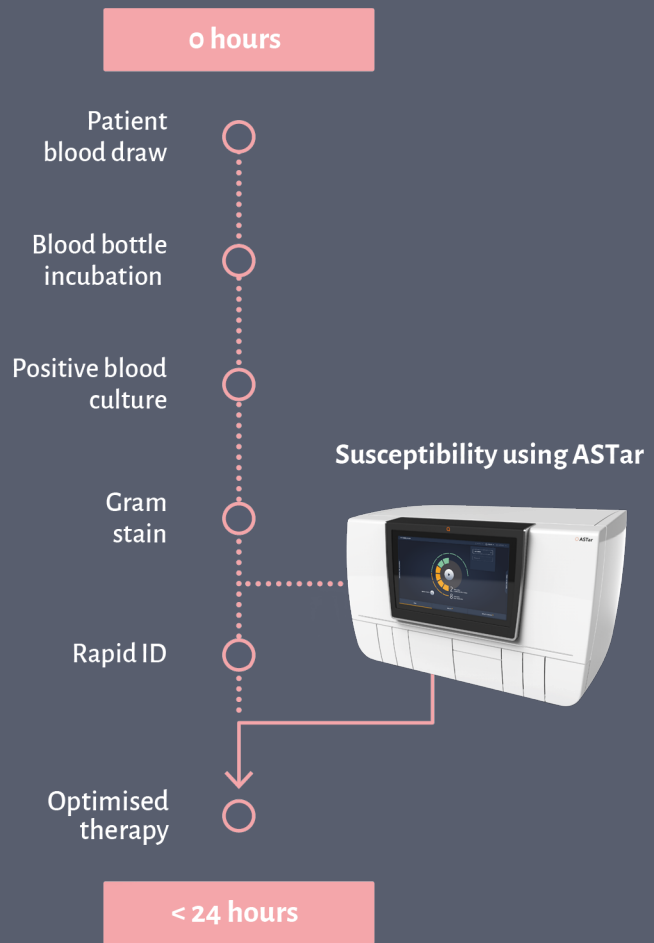 0 hours
Patient
blood draw
Blood bottle
incubation
Positive blood
culture
Susceptibility using ASTar
Gram
stain
ASTar
Rapid ID
Optimised
therapy
< 24 hours